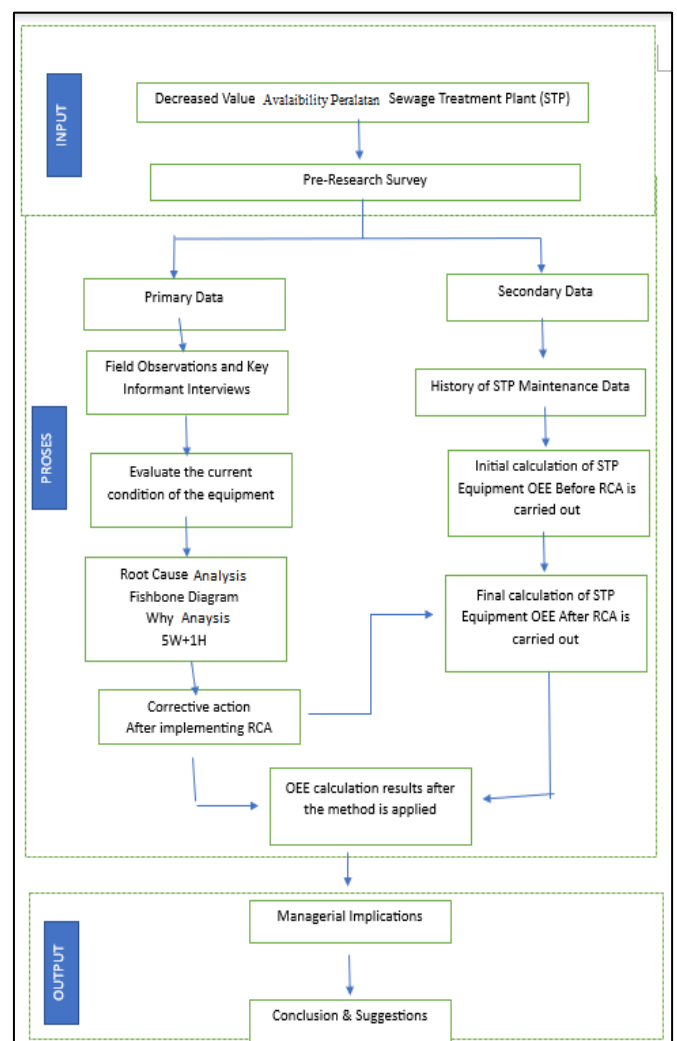 INPUT
Decreased Value Avalaibility Peralatan Sewage Treatment Plant (STP)
Pre-Research Survey
PROSES
Primary Data
Secondary Data
Field Observations and Key
Informant Interviews
History of STP Maintenance Data
Evaluate the current
condition of the equipment
Initial calculation of STP
Equipment OEE Before RCA is
carried out
Root Cause Analysis
Fishbone Diagram
Why Anaysis
5W+1H
Final calculation of STP
Equipment OEE After RCA is
carried out
Corrective action
After implementing RCA
OEE calculation results after
the method is applied
OUTPUT
Managerial Implications
Conclusion & Suggestions